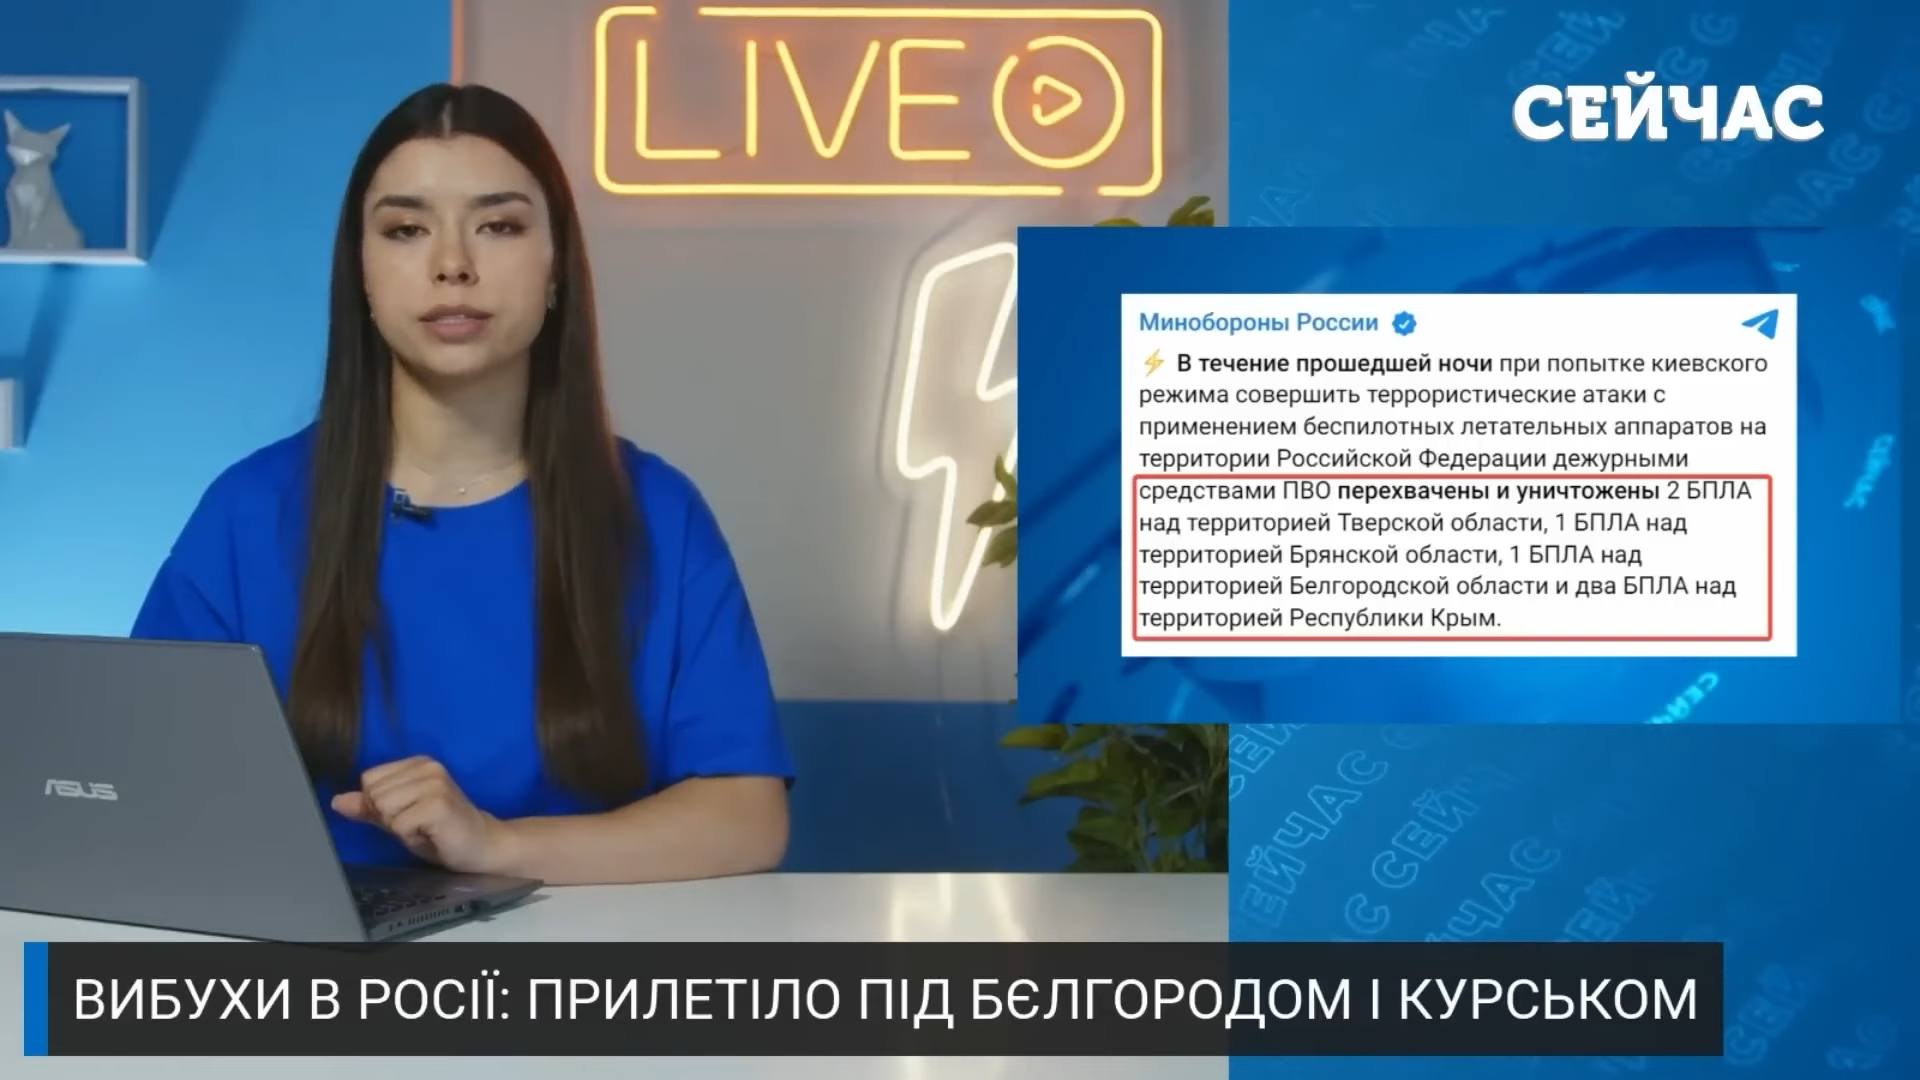 LIVE
СЕЙЧАС
Минобороны России
⚡ В течение прошедшей ночи при попытке киевского
режима совершить террористические атаки с
применением беспилотных летательных аппаратов на
территории Российской Федерации дежурными
средствами ПВО перехвачены и уничтожены 2 БПЛА
над территорией Тверской области, 1 БПЛА над
территорией Брянской области, 1 БПЛА над
территорией Белгородской области и два БПЛА над
территорией Республики Крым.
ASUS
ВИБУХИ В РОСІЇ: ПРИЛЕТІЛО ПІД БЄЛГОРОДОМ І КУРСЬКОМ